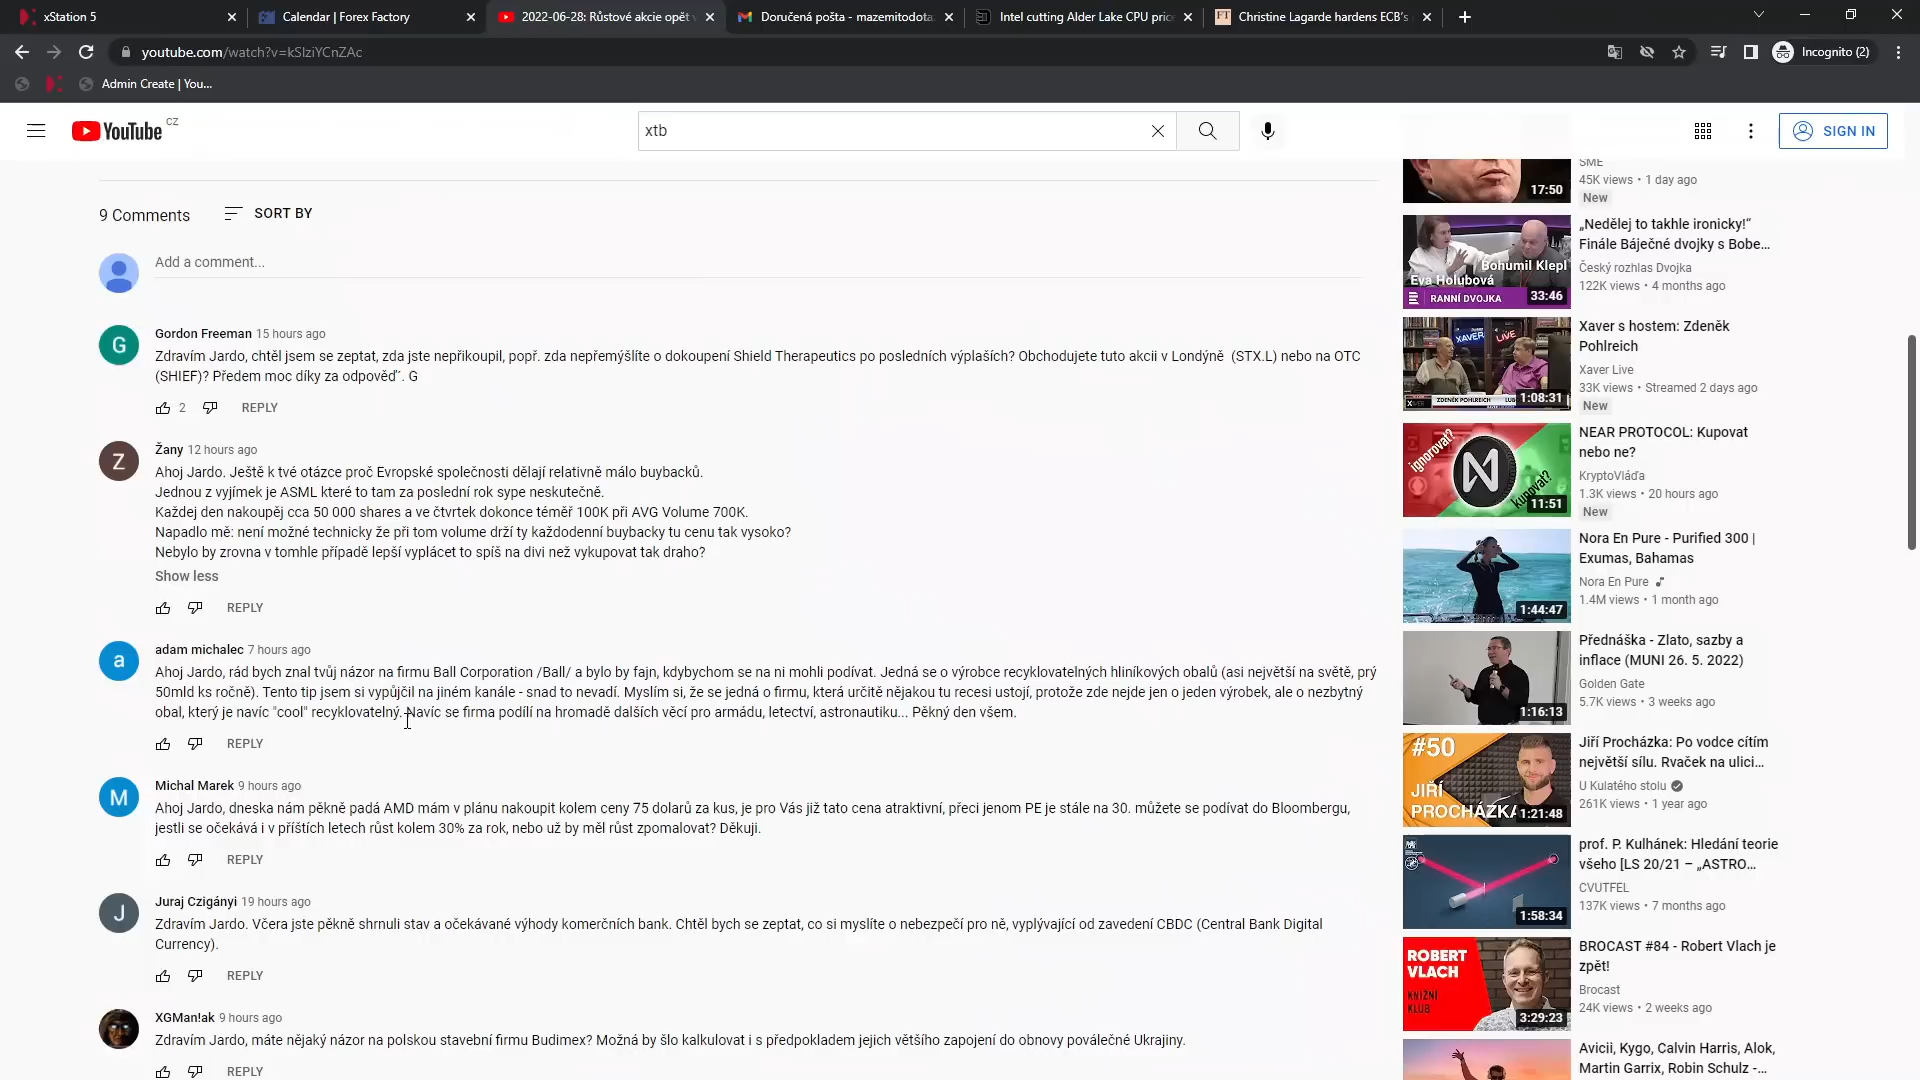 xStation 5
Calendar | Forex Factory
2022-06-28: Růstové akcie opět
Doručená pošta - mazemitodota
Intel cutting Alder Lake CPU pric
Christine Lagarde hardens ECB's
youtube.com/watch?v=kSlziYCnZAc
Incognito (2)
Admin Create | You...
YouTube CZ
xtb
SIGN IN
9 Comments
SORT BY
Add a comment...
Gordon Freeman 15 hours ago
Zdravím Jardo, chtěl jsem se zeptat, zda jste nepřikoupil, popř. zda nepřemýšlíte o dokoupení Shield Therapeutics po posledních výplaších? Obchodujete tuto akcii v Londýně (STX.L) nebo na OTC
(SHIEF)? Předem moc díky za odpověď´. G
2
REPLY
Žany 12 hours ago
Ahoj Jardo. Ještě k tvé otázce proč Evropské společnosti dělají relativně málo buybacků.
Jednou z vyjímek je ASML které to tam za poslední rok sype neskutečně.
Každej den nakoupěj cca 50 000 shares a ve čtvrtek dokonce téměř 100K při AVG Volume 700K.
Napadlo mě: není možné technicky že při tom volume drží ty každodenní buybacky tu cenu tak vysoko?
Nebylo by zrovna v tomhle případě lepší vyplácet to spíš na divi než vykupovat tak draho?
Show less
REPLY
adam michalec 7 hours ago
Ahoj Jardo, rád bych znal tvůj názor na firmu Ball Corporation /Ball/ a bylo by fajn, kdybychom se na ni mohli podívat. Jedná se o výrobce recyklovatelných hliníkových obalů (asi největší na světě, prý
50mld ks ročně). Tento tip jsem si vypůjčil na jiném kanále - snad to nevadí. Myslím si, že se jedná o firmu, která určitě nějakou tu recesi ustojí, protože zde nejde jen o jeden výrobek, ale o nezbytný
obal, který je navíc "cool" recyklovatelný. Navíc se firma podílí na hromadě dalších věcí pro armádu, letectví, astronautiku... Pěkný den všem.
REPLY
Michal Marek 9 hours ago
Ahoj Jardo, dneska nám pěkně padá AMD mám v plánu nakoupit kolem ceny 75 dolarů za kus, je pro Vás již tato cena atraktivní, přeci jenom PE je stále na 30. můžete se podívat do Bloombergu,
jestli se očekává i v příštích letech růst kolem 30% za rok, nebo už by měl růst zpomalovat? Děkuji.
REPLY
Juraj Czigányi 19 hours ago
Zdravím Jardo. Včera jste pěkně shrnuli stav a očekávané výhody komerčních bank. Chtěl bych se zeptat, co si myslíte o nebezpečí pro ně, vyplývající od zavedení CBDC (Central Bank Digital
Currency).
REPLY
XGMan!ak 9 hours ago
Zdravím Jardo, máte nějaký názor na polskou stavební firmu Budimex? Možná by šlo kalkulovat i s předpokladem jejich většího zapojení do obnovy poválečné Ukrajiny.
REPLY
17:50
SME
45K views • 1 day ago
New
Eva Holubová
Bohumil Klepl
RANNÍ DVOJKA
33:46
„Nedělej to takhle ironicky!“
Finále Báječné dvojky s Bobe...
Český rozhlas Dvojka
122K views • 4 months ago
XAVER LIVE
ZDENĚK POHLREICH
1:08:31
Xaver s hostem: Zdeněk
Pohlreich
Xaver Live
33K views • Streamed 2 days ago
New
ignorovat?
kupovat?
11:51
NEAR PROTOCOL: Kupovat
nebo ne?
KryptoVláďa
1.3K views • 20 hours ago
New
1:44:47
Nora En Pure - Purified 300 |
Exumas, Bahamas
Nora En Pure
1.4M views • 1 month ago
1:16:13
Přednáška - Zlato, sazby a
inflace (MUNI 26. 5. 2022)
Golden Gate
5.7K views • 3 weeks ago
#50
JIŘÍ
PROCHÁZKA
1:21:48
Jiří Procházka: Po vodce cítím
největší sílu. Rvaček na ulici...
U Kulatého stolu
261K views • 1 year ago
1:58:34
prof. P. Kulhánek: Hledání teorie
všeho [LS 20/21 – „ASTRO...
CVUTFEL
137K views • 7 months ago
ROBERT
VLACH
KNIŽNÍ
KLUB
3:29:23
BROCAST #84 - Robert Vlach je
zpět!
Brocast
24K views • 2 weeks ago
Avicii, Kygo, Calvin Harris, Alok,
Martin Garrix, Robin Schulz -...